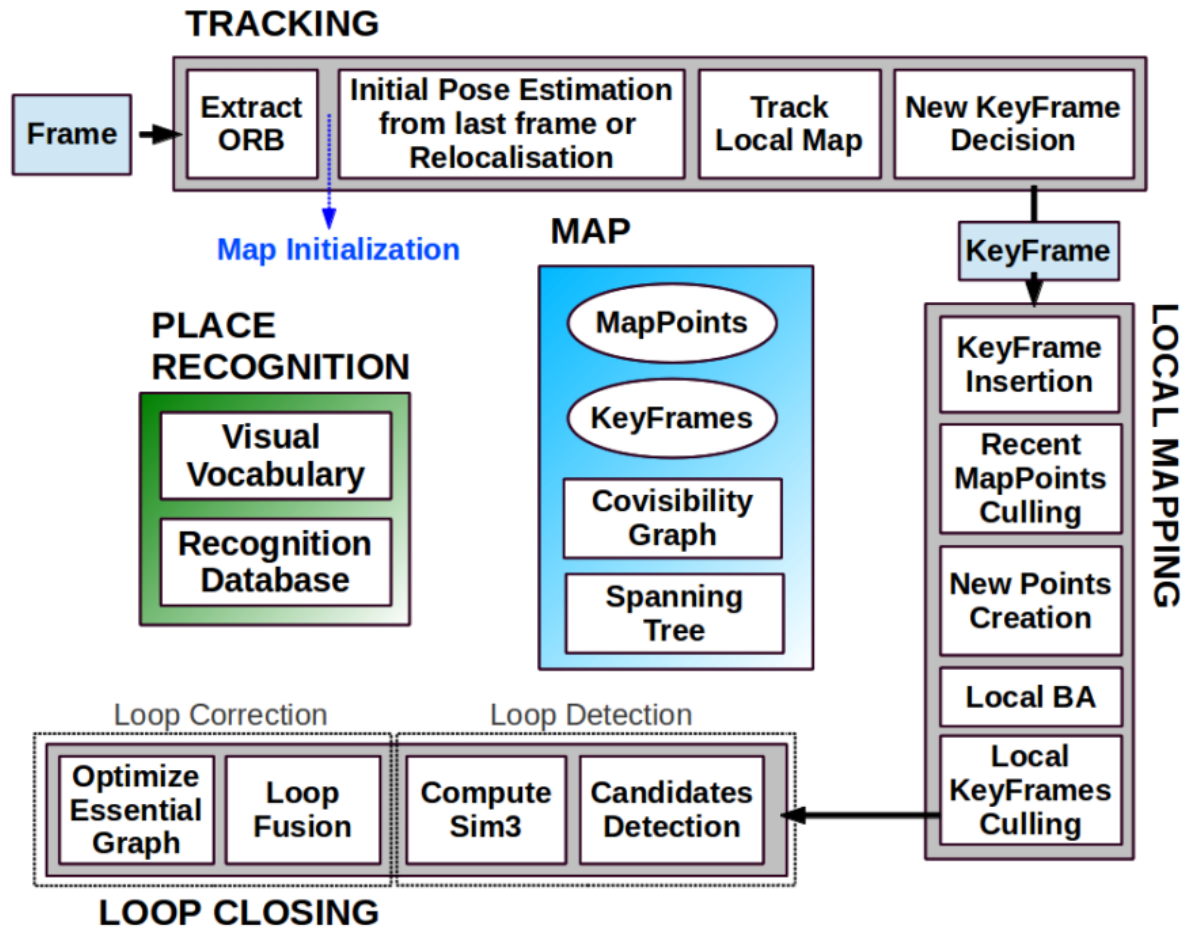 TRACKING
Frame
Extract
ORB
Initial Pose Estimation
from last frame or
Relocalisation
Track
Local Map
New KeyFrame
Decision
Map Initialization
MAP
KeyFrame
PLACE
RECOGNITION
Visual
Vocabulary
Recognition
Database
MapPoints
KeyFrames
Covisibility
Graph
Spanning
Tree
LOCAL MAPPING
KeyFrame
Insertion
Recent
MapPoints
Culling
New Points
Creation
Local BA
Local
KeyFrames
Culling
Loop Correction
Loop Detection
Optimize
Essential
Graph
Loop
Fusion
Compute
Sim3
Candidates
Detection
LOOP CLOSING